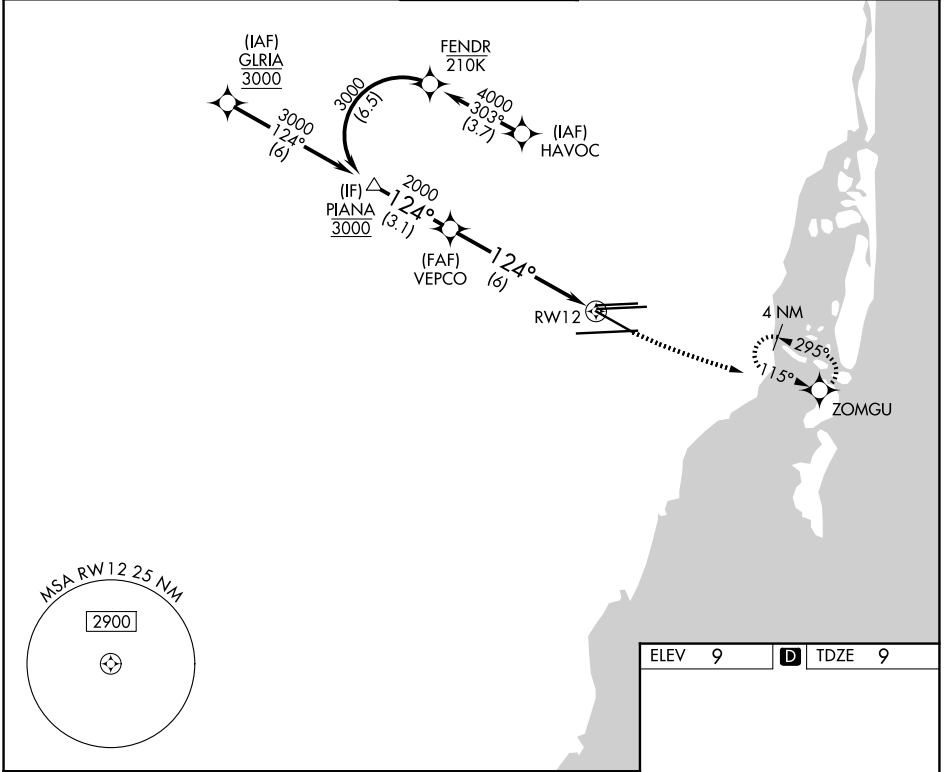 (IAF)
GLRIA
3000
3000
124°
(6)
FENDR
210K
3000
(6.5)
4000
303°
(3.7)
(IAF)
HAVOC
(IF)
PIANA
3000
2000
124°
(3.1)
(FAF)
VEPCO
124°
(6)
RW12
4 NM
295°
115°
ZOMGU
MSA RW12 25 NM
2900
ELEV 9 D TDZE 9